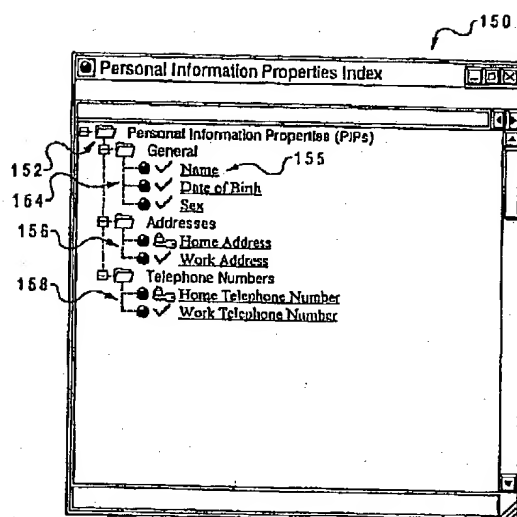 150
Personal Information Properties Index
Personal Information Properties (PIPs)
152
General
155
Name
164
Date of Birth
Sex
Addresses
156
Home Address
Work Address
Telephone Numbers
158
Home Telephone Number
Work Telephone Number